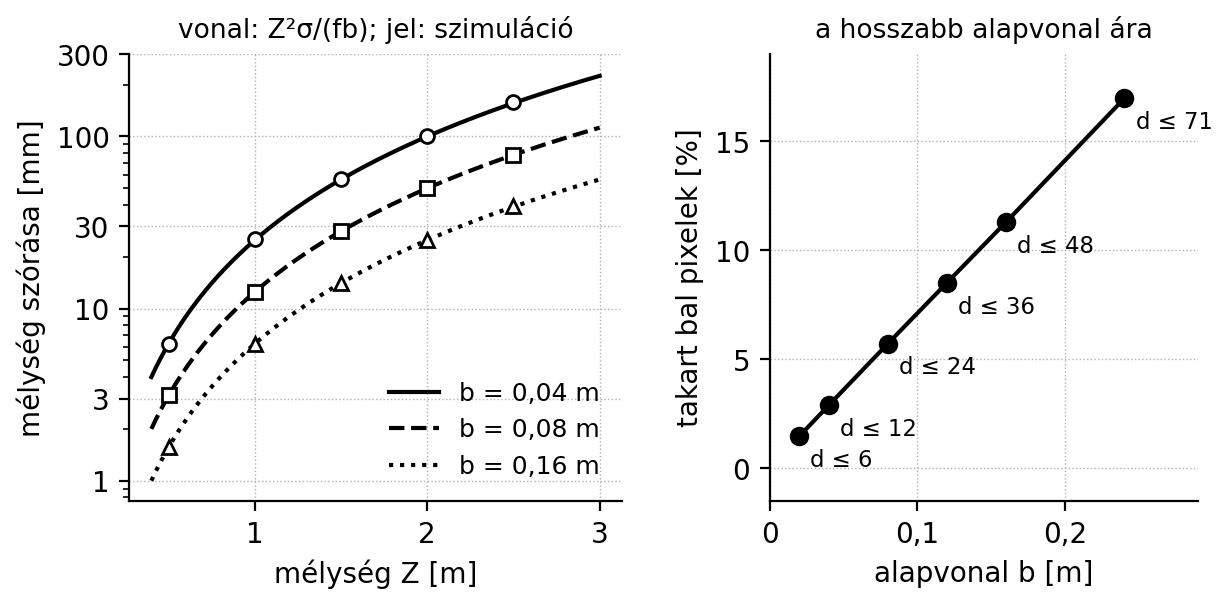 vonal: Z²σ/(fb); jel: szimuláció
mélység szórása [mm]
300
100
30
10
3
1
b = 0,04 m
b = 0,08 m
b = 0,16 m
1
2
3
mélység Z [m]
a hosszabb alapvonal ára
takart bal pixelek [%]
15
10
5
0
d ≤ 71
d ≤ 48
d ≤ 36
d ≤ 24
d ≤ 12
d ≤ 6
0
0,1
0,2
alapvonal b [m]